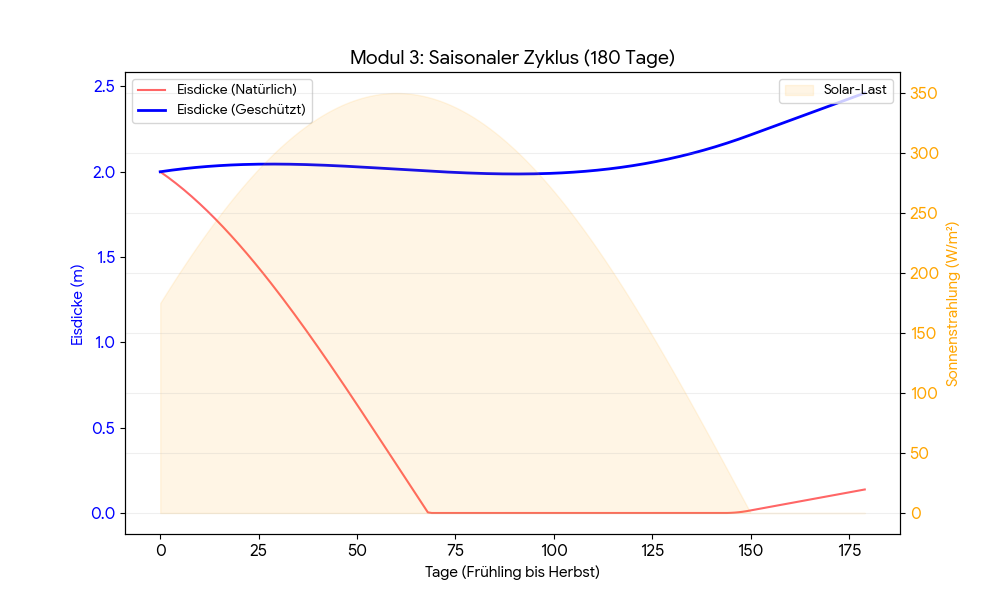 Modul 3: Saisonaler Zyklus (180 Tage)
Eisdicke (Natürlich)
Eisdicke (Geschützt)
Solar-Last
Eisdicke (m)
2.5
2.0
1.5
1.0
0.5
0.0
350
300
250
200
150
100
50
0
Sonnenstrahlung (W/m²)
0 25 50 75 100 125 150 175
Tage (Frühling bis Herbst)